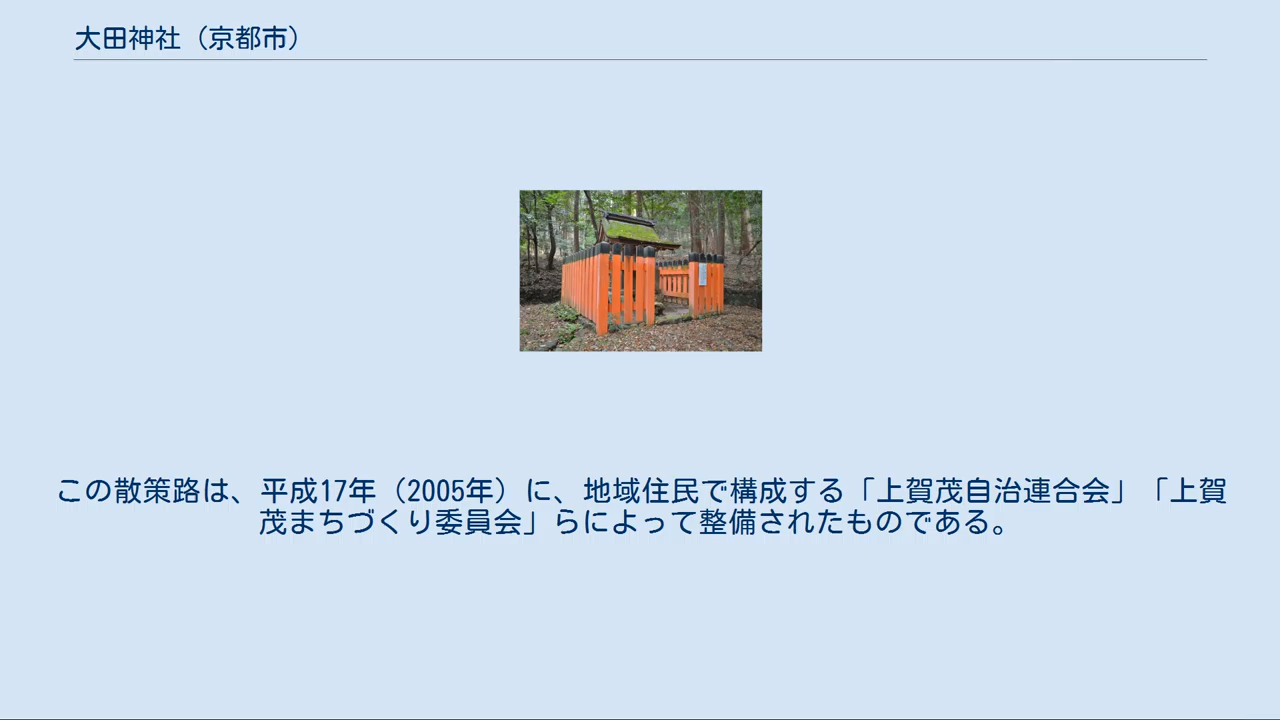 大田神社（京都市）
この散策路は、平成17年（2005年）に、地域住民で構成する「上賀茂自治連合会」「上賀
茂まちづくり委員会」らによって整備されたものである。